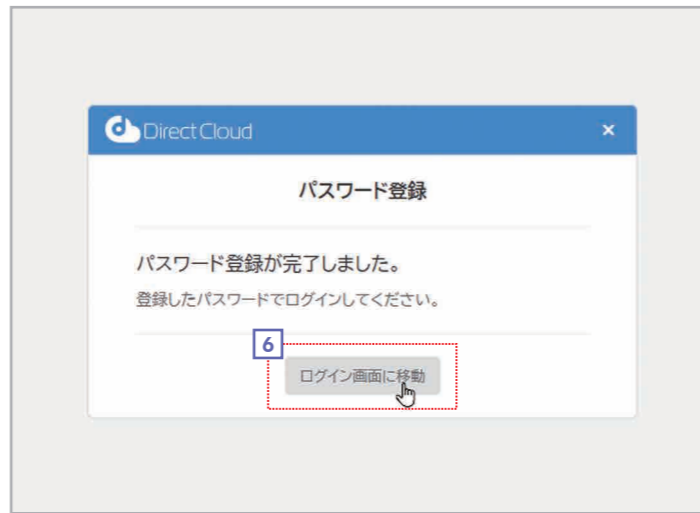 DirectCloud
×
パスワード登録
パスワード登録が完了しました。
登録したパスワードでログインしてください。
6
ログイン画面に移動